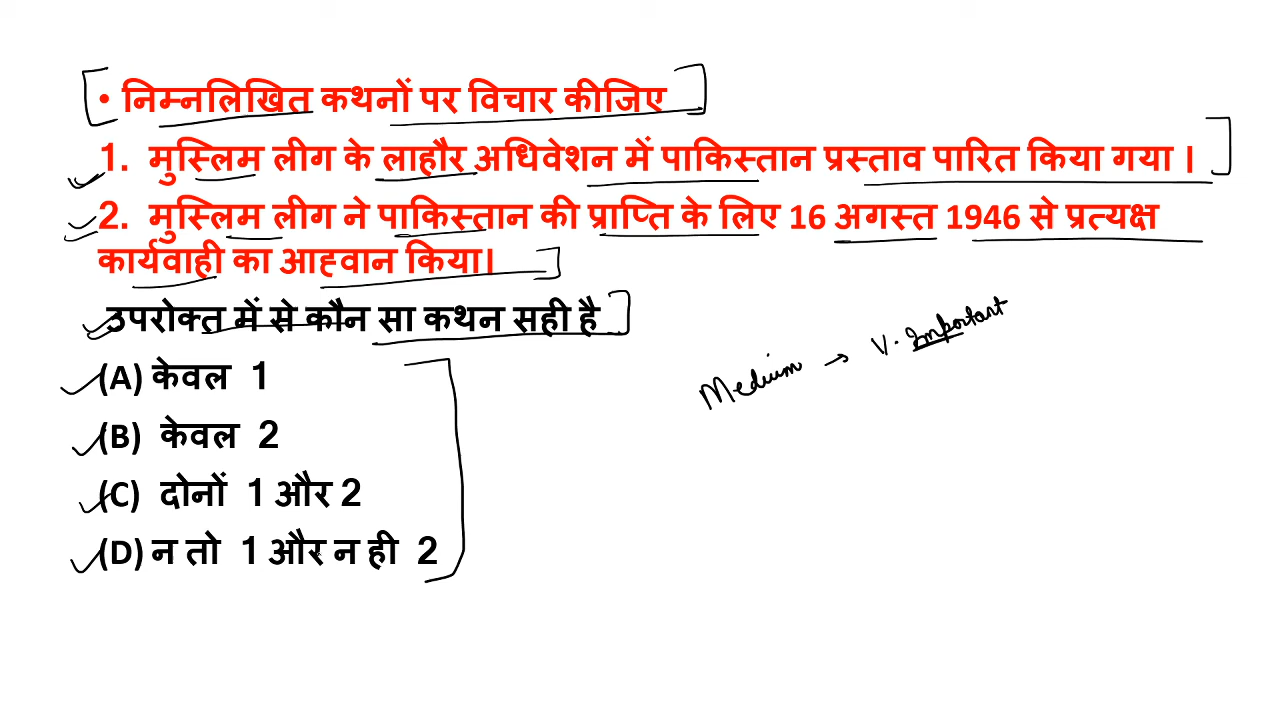 • निम्नलिखित कथनों पर विचार कीजिए
1. मुस्लिम लीग के लाहौर अधिवेशन में पाकिस्तान प्रस्ताव पारित किया गया ।
2. मुस्लिम लीग ने पाकिस्तान की प्राप्ति के लिए 16 अगस्त 1946 से प्रत्यक्ष
कार्यवाही का आह्वान किया।
उपरोक्त में से कौन सा कथन सही है
(A) केवल 1
(B) केवल 2
(C) दोनों 1 और 2
(D) न तो 1 और न ही 2
Medium → V. Important